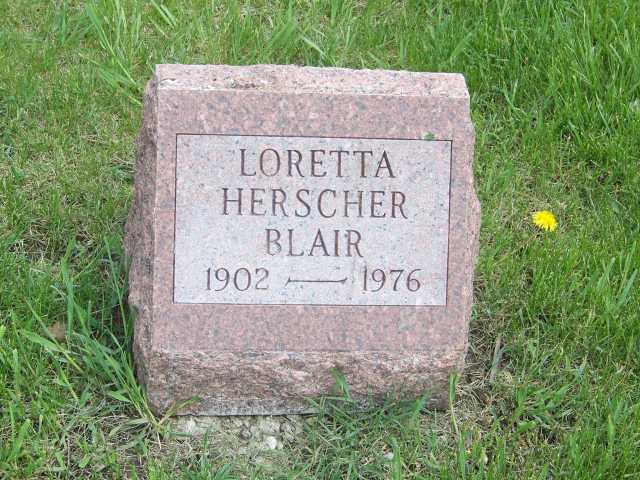 LORETTA
HERSCHER
BLAIR
1902 — 1976